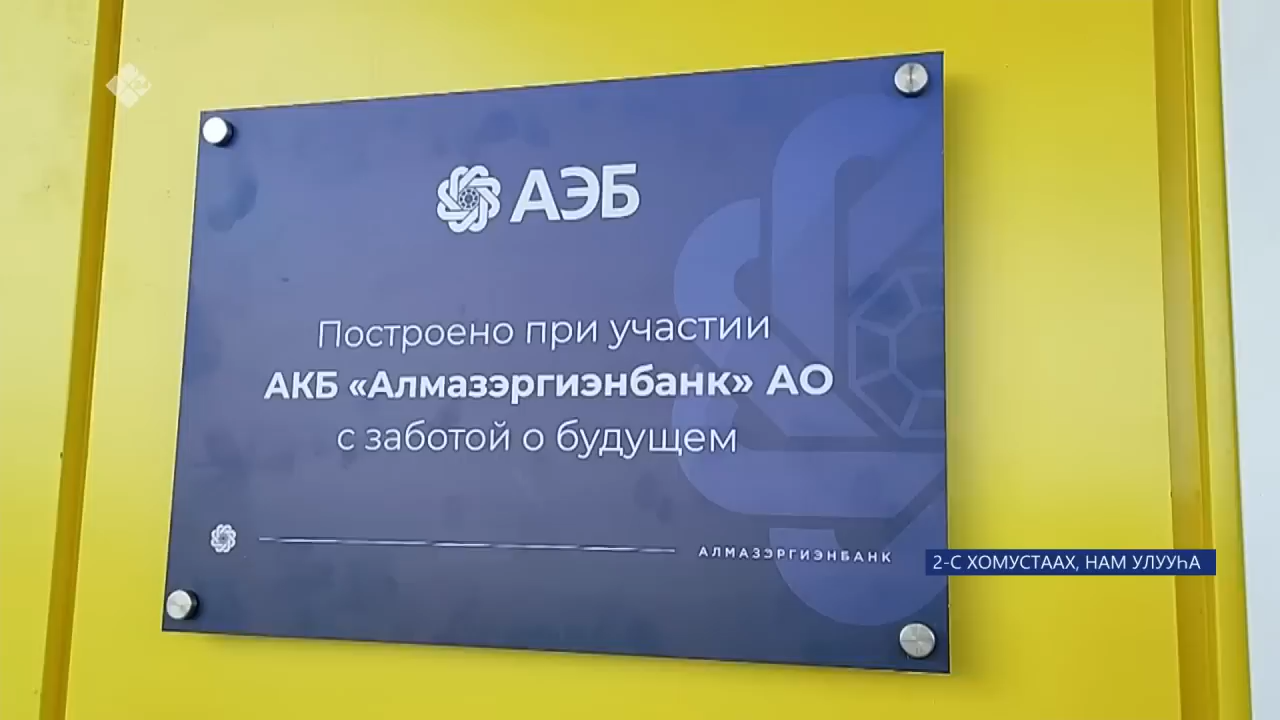 АЭБ
Построено при участии
АКБ «Алмазэргиэнбанк» АО
с заботой о будущем
АЛМАЗЭРГИЭНБАНК
2-С ХОМУСТААХ, НАМ УЛУУҺА